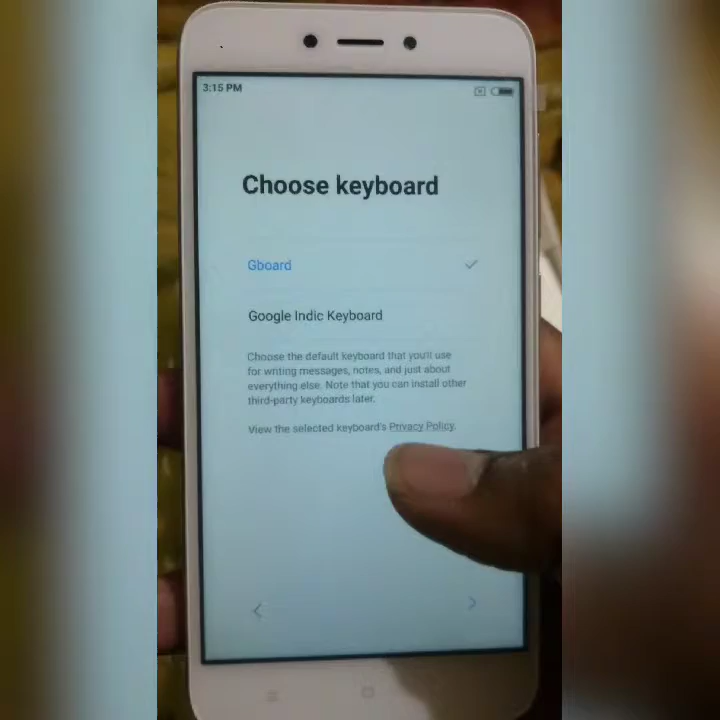 3:15 PM
Choose keyboard
Gboard
Google Indic Keyboard
Choose the default keyboard that you'll use
for writing messages, notes, and just about
everything else. Note that you can install other
third-party keyboards later.
View the selected keyboard's Privacy Policy.